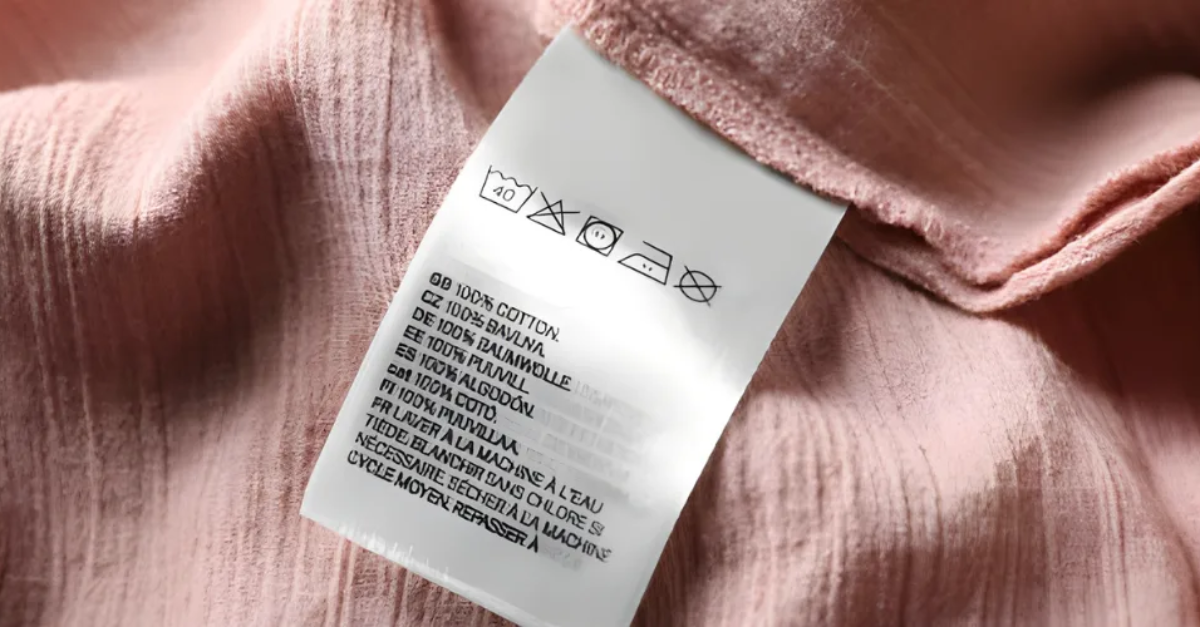 40
GB 100% COTTON.
CZ 100% BAVLNA.
DE 100% BAUMWOLLE
EE 100% PUUVILL
ES 100% ALGODÓN.
100% COTÓ.
FI 100% PUUVILLAA
FR LAVER À LA MACHINE À L'EAU
TIÈDE. BLANCHIR SANS CHLORE SI
NÉCESSAIRE. SÉCHER À LA MACHINE
CYCLE MOYEN. REPASSER À